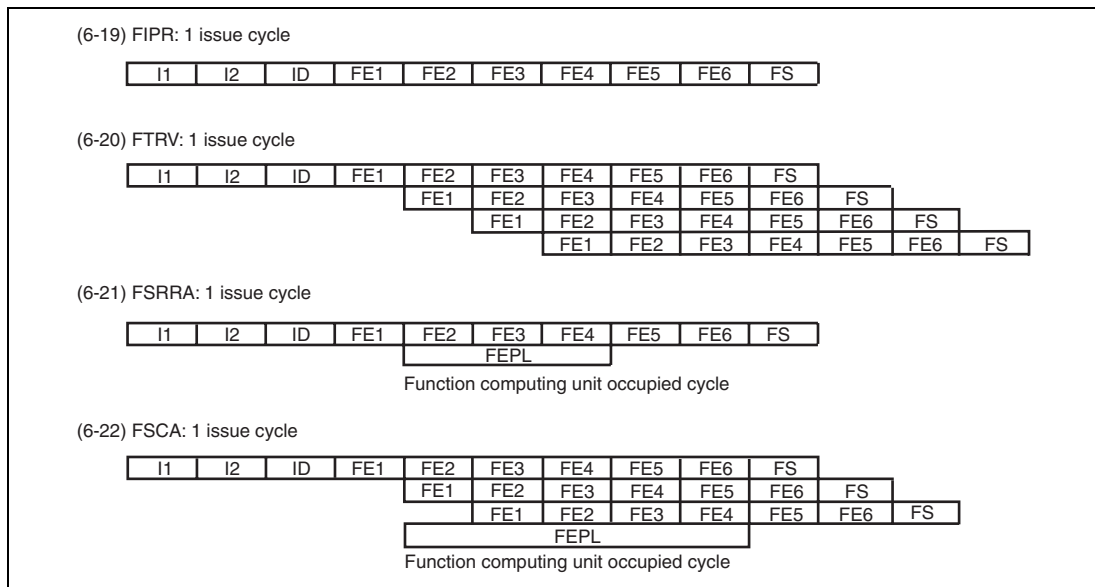 (6-19) FIPR: 1 issue cycle
I1 I2 ID FE1 FE2 FE3 FE4 FE5 FE6 FS
(6-20) FTRV: 1 issue cycle
I1 I2 ID FE1 FE2 FE3 FE4 FE5 FE6 FS
FE1 FE2 FE3 FE4 FE5 FE6 FS
FE1 FE2 FE3 FE4 FE5 FE6 FS
FE1 FE2 FE3 FE4 FE5 FE6 FS
(6-21) FSRRA: 1 issue cycle
I1 I2 ID FE1 FE2 FE3 FE4 FE5 FE6 FS
FEPL
Function computing unit occupied cycle
(6-22) FSCA: 1 issue cycle
I1 I2 ID FE1 FE2 FE3 FE4 FE5 FE6 FS
FE1 FE2 FE3 FE4 FE5 FE6 FS
FE1 FE2 FE3 FE4 FE5 FE6 FS
FEPL
Function computing unit occupied cycle